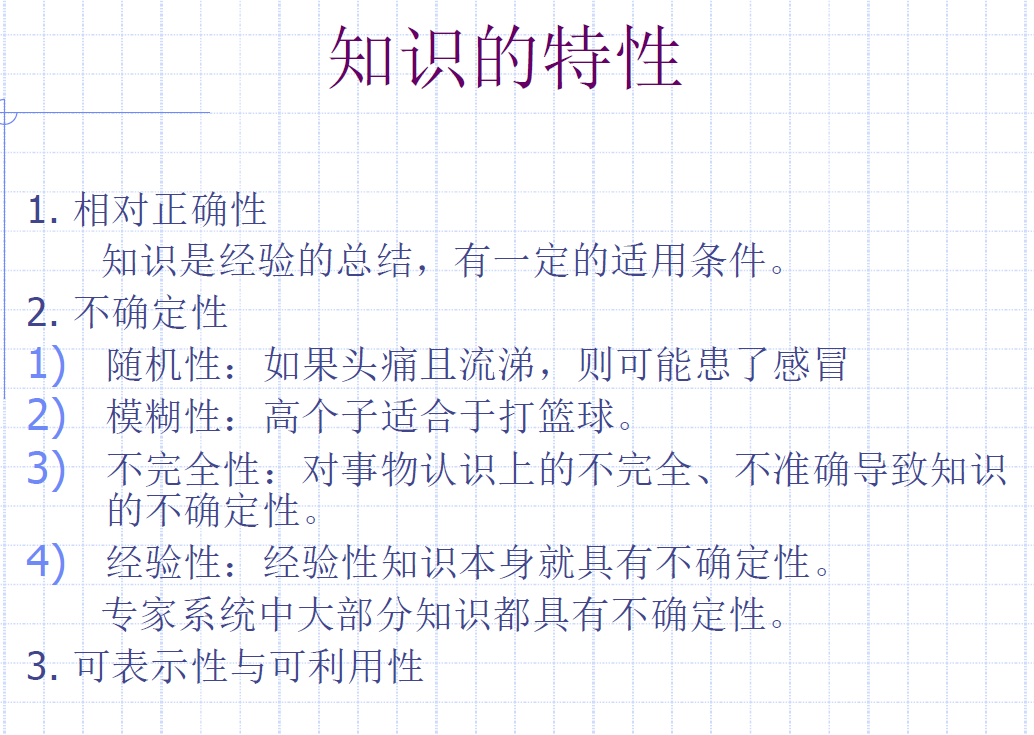 知识的特性
1. 相对正确性
知识是经验的总结，有一定的适用条件。
2. 不确定性
1) 随机性：如果头痛且流涕，则可能患了感冒
2) 模糊性：高个子适合于打篮球。
3) 不完全性：对事物认识上的不完全、不准确导致知识
的不确定性。
4) 经验性：经验性知识本身就具有不确定性。
专家系统中大部分知识都具有不确定性。
3. 可表示性与可利用性